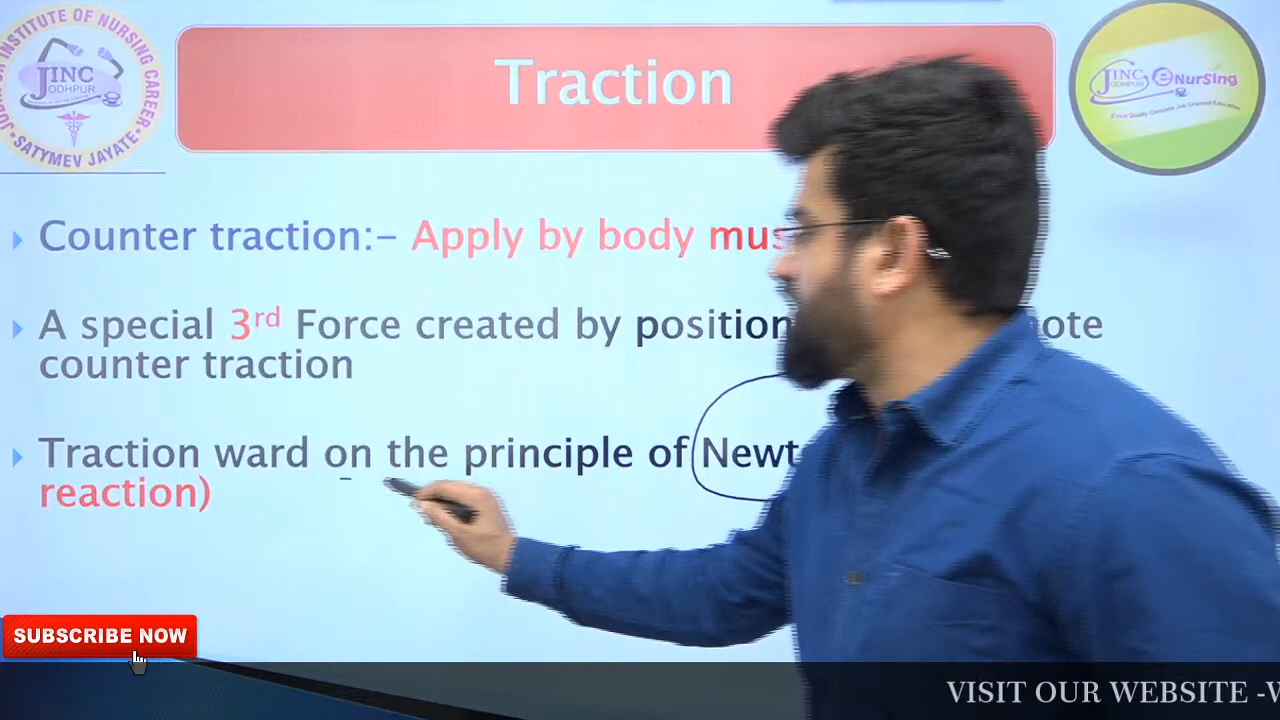 Traction
JINC
JODHPUR
INSTITUTE OF NURSING CAREER
SATYMEV JAYATE
JINC eNursing
JODHPUR
Counter traction:- Apply by body mus
A special 3rd Force created by position ote
counter traction
Traction ward on the principle of Newt
reaction)
SUBSCRIBE NOW
VISIT OUR WEBSITE -W